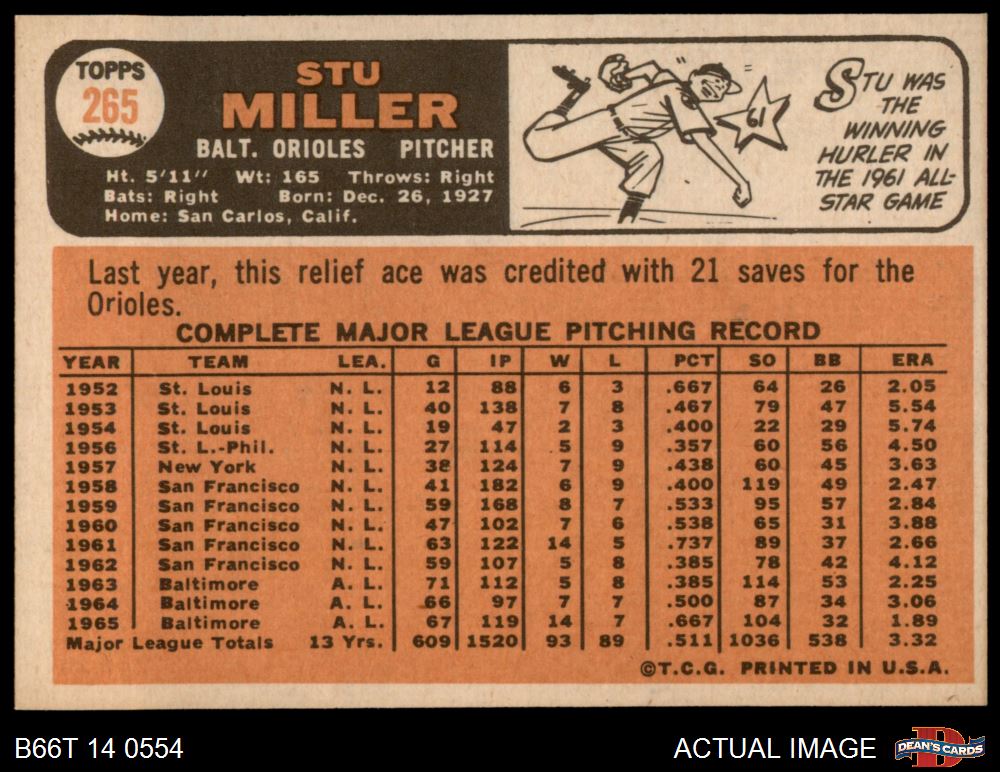 TOPPS
265
STU
MILLER
BALT. ORIOLES PITCHER
Ht. 5'11" Wt: 165 Throws: Right
Bats: Right Born: Dec. 26, 1927
Home: San Carlos, Calif.
61
STU WAS
THE
WINNING
HURLER IN
THE 1961 ALL-
STAR GAME
Last year, this relief ace was credited with 21 saves for the
Orioles.
COMPLETE MAJOR LEAGUE PITCHING RECORD
YEAR TEAM LEA. G IP W L PCT SO BB ERA
1952 St. Louis N. L. 12 88 6 3 .667 64 26 2.05
1953 St. Louis N. L. 40 138 7 8 .467 79 47 5.54
1954 St. Louis N. L. 19 47 2 3 .400 22 29 5.74
1956 St. L.-Phil. N. L. 27 114 5 9 .357 60 56 4.50
1957 New York N. L. 38 124 7 9 .438 60 45 3.63
1958 San Francisco N. L. 41 182 6 9 .400 119 49 2.47
1959 San Francisco N. L. 59 168 8 7 .533 95 57 2.84
1960 San Francisco N. L. 47 102 7 6 .538 65 31 3.88
1961 San Francisco N. L. 63 122 14 5 .737 89 37 2.66
1962 San Francisco N. L. 59 107 5 8 .385 78 42 4.12
1963 Baltimore A. L. 71 112 5 8 .385 114 53 2.25
1964 Baltimore A. L. 66 97 7 7 .500 87 34 3.06
1965 Baltimore A. L. 67 119 14 7 .667 104 32 1.89
Major League Totals 13 Yrs. 609 1520 93 89 .511 1036 538 3.32
©T.C.G. PRINTED IN U.S.A.
B66T 14 0554
ACTUAL IMAGE
D
DEAN'S CARDS